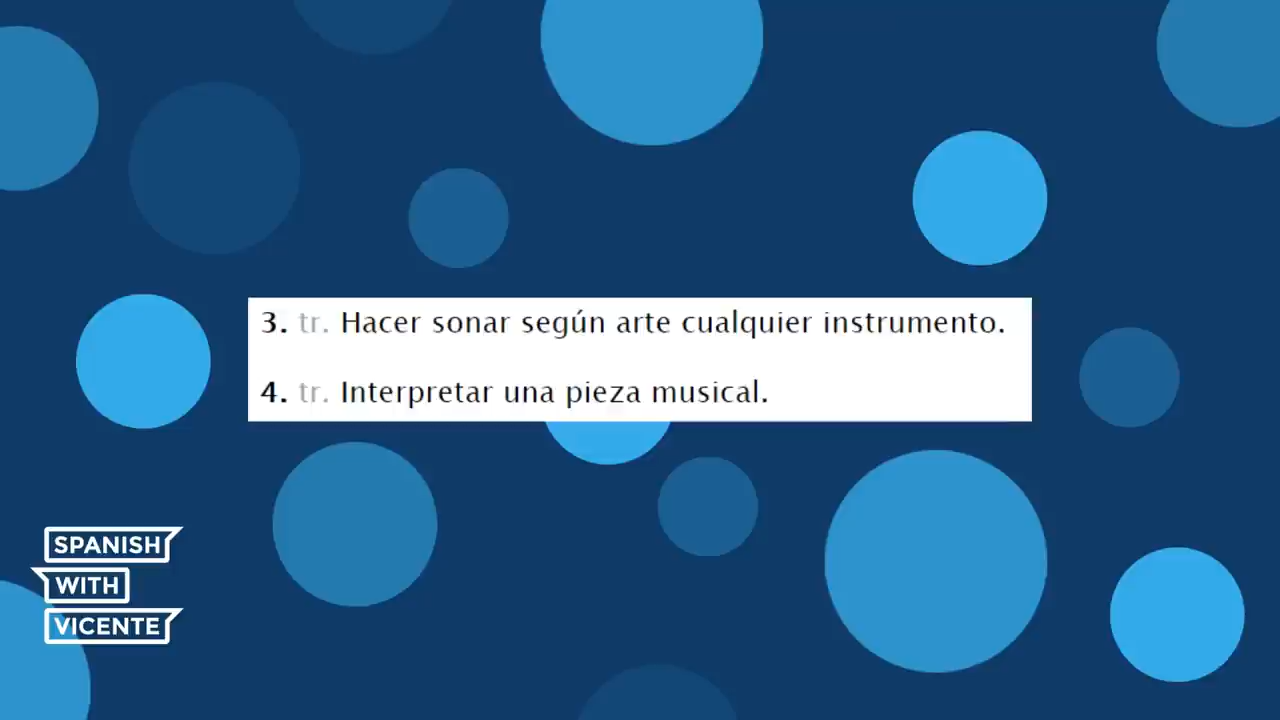 3. tr. Hacer sonar según arte cualquier instrumento.
4. tr. Interpretar una pieza musical.
SPANISH
WITH
VICENTE